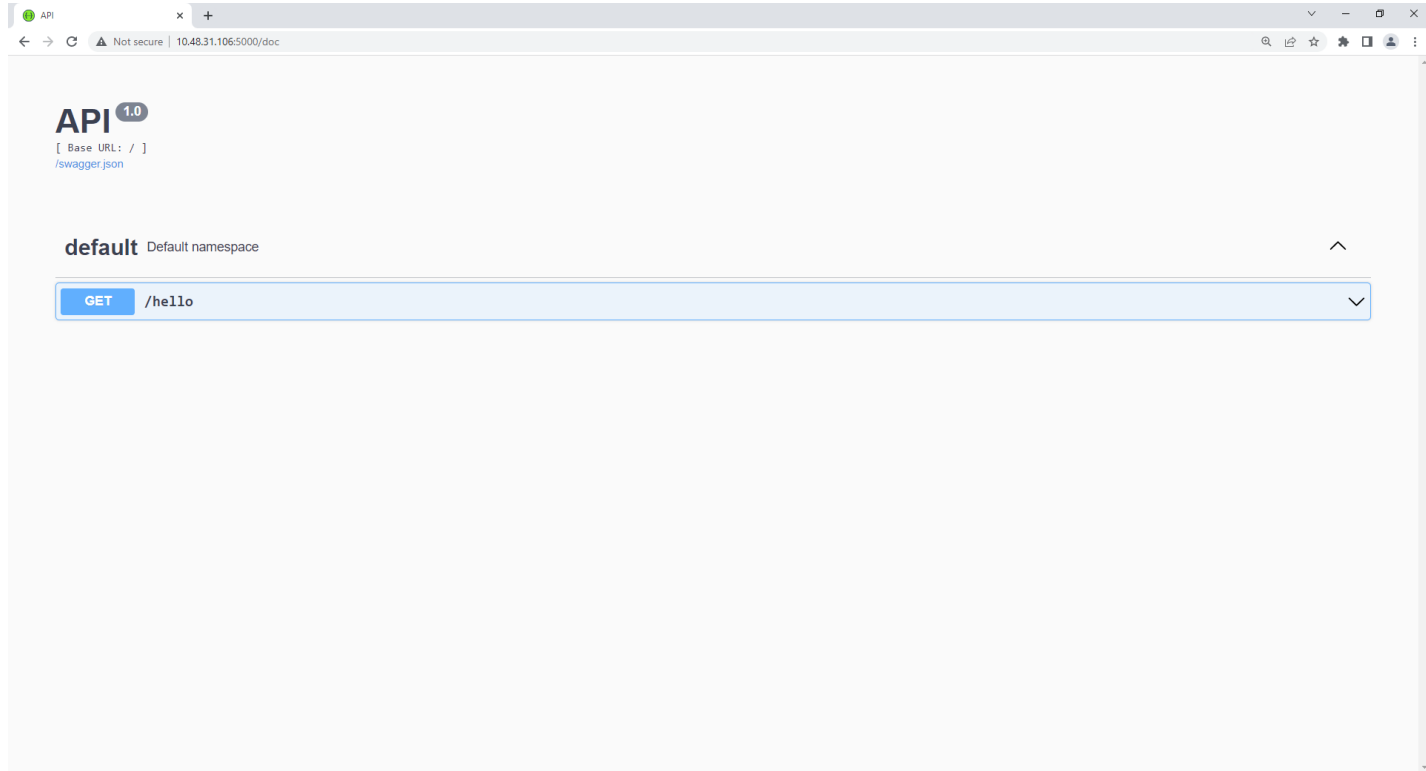 API
Not secure | 10.48.31.106:5000/doc
API 1.0
[ Base URL: / ]
/swagger.json
default Default namespace
GET /hello